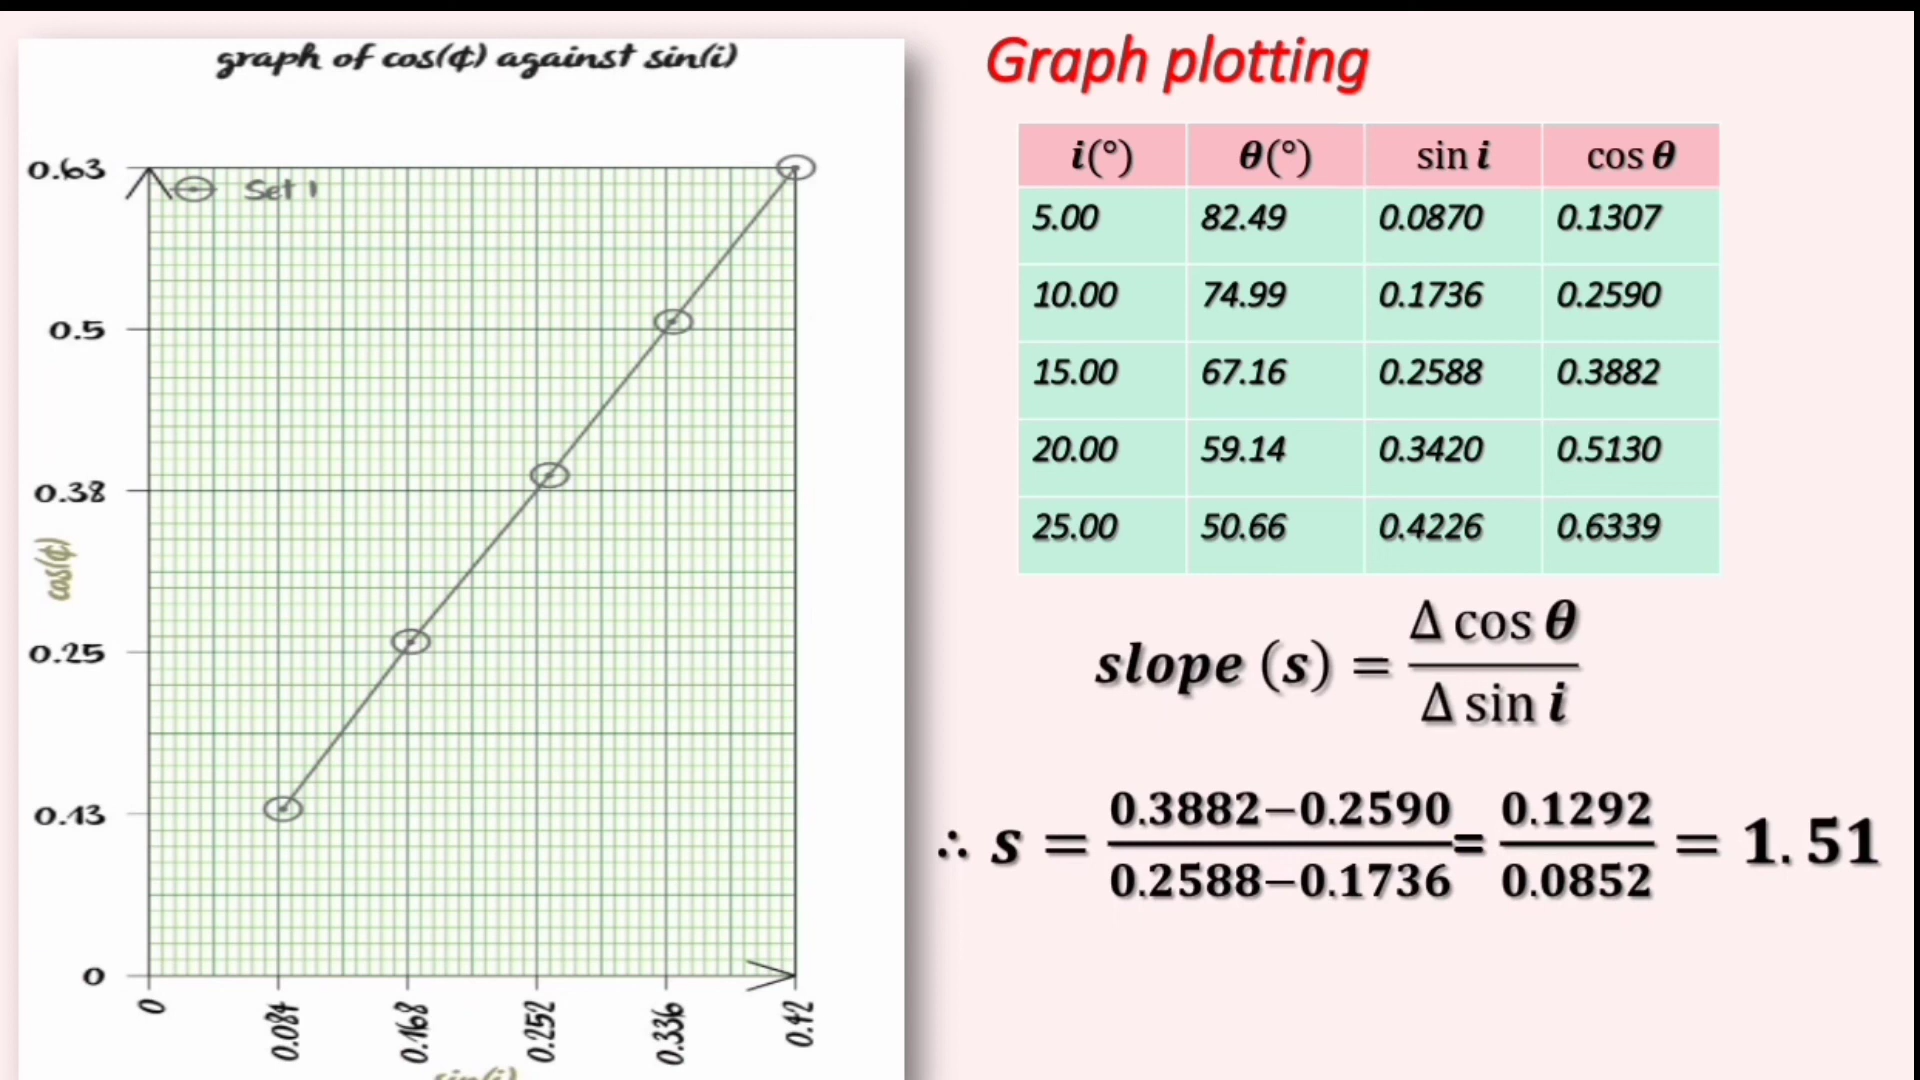 graph of cos(¢) against sin(i)
0.63
Set 1
0.5
0.38
cos(¢)
0.25
0.13
0
0
0.084
0.168
0.252
0.336
0.42
sin(i)
Graph plotting
i(°) θ(°) sin i cos θ
5.00 82.49 0.0870 0.1307
10.00 74.99 0.1736 0.2590
15.00 67.16 0.2588 0.3882
20.00 59.14 0.3420 0.5130
25.00 50.66 0.4226 0.6339
slope (s) = Δ cos θ / Δ sin i
∴ s = 0.3882−0.2590 / 0.2588−0.1736 = 0.1292 / 0.0852 = 1.51